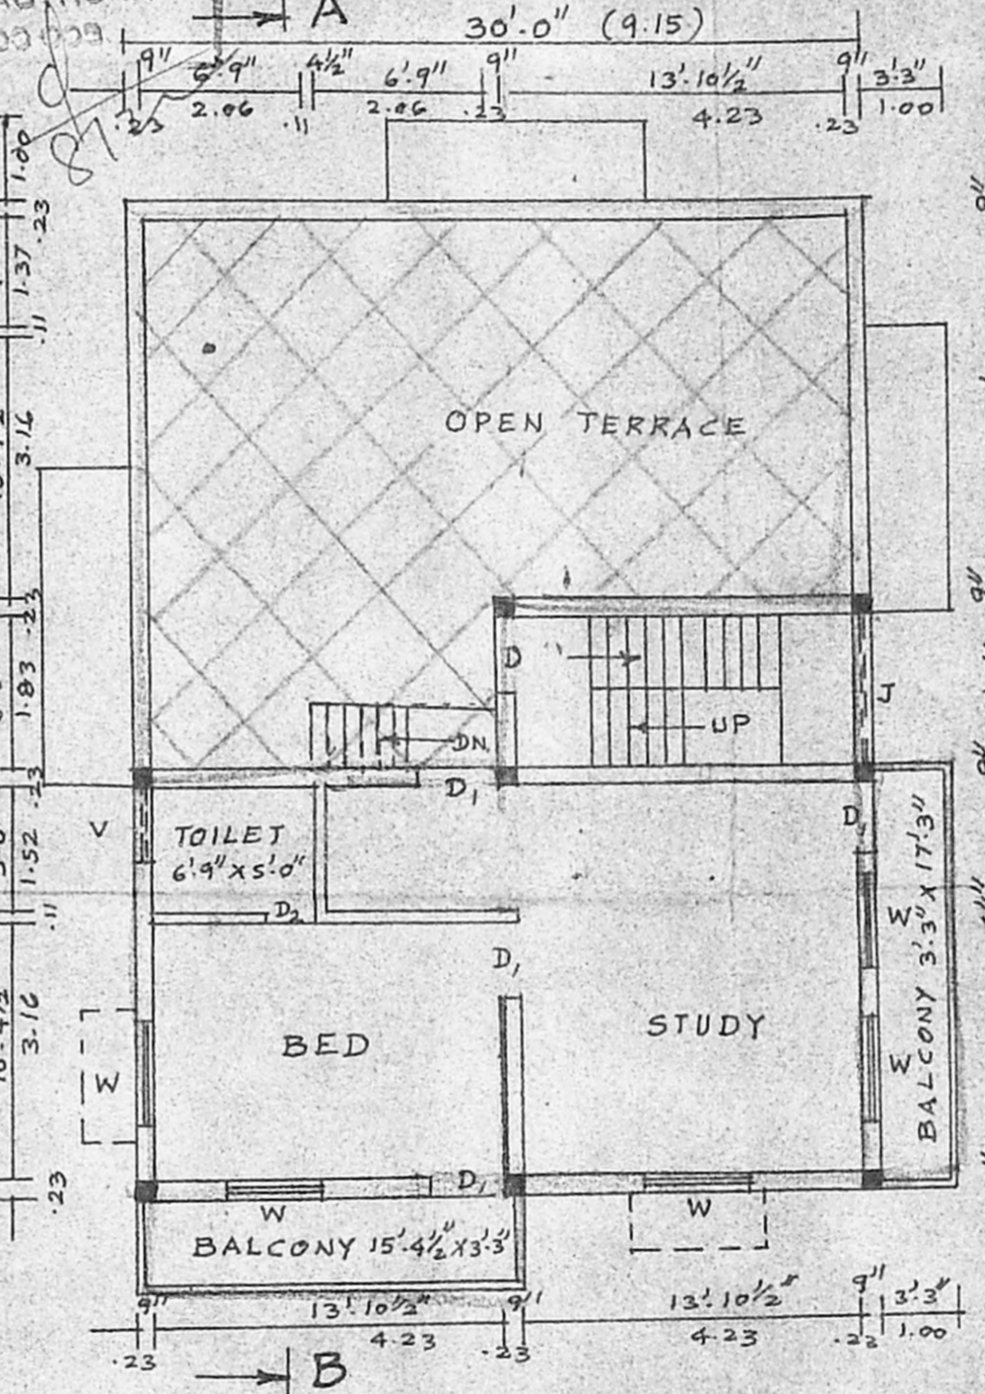 A
30'.0" (9.15)
9" 6'.9" 4½" 6'.9" 9" 13'.10½" 9" 3'3"
.23 2.06 .11 2.06 .23 4.23 .23 1.00
87
1.00
.23
1.37
.11
3.16
.23
1.83
.23
1.52
.11
3.16
.23
OPEN TERRACE
D
UP
DN.
J
D1
D1
V
TOILET
6'.9" x 5'.0"
D2
D1
BED
STUDY
W
W
W
BALCONY 3'.3" x 17'.3"
D1
W
W
BALCONY 15'.4½" x 3'.3"
9" 13'.10½" 9" 13'.10½" 9" 3'.3"
.23 4.23 .23 4.23 .23 1.00
B